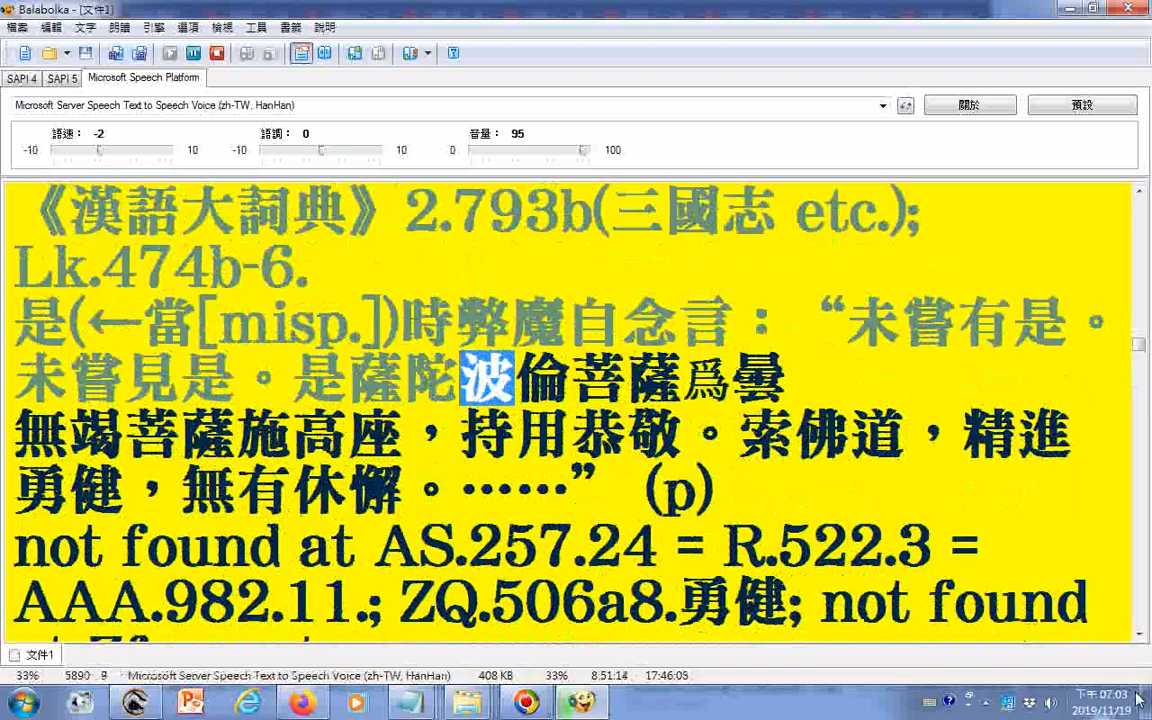 Balabolka - [文件1]
檔案 編輯 文字 朗讀 引擎 選項 檢視 工具 書籤 說明
SAPI 4 SAPI 5 Microsoft Speech Platform
Microsoft Server Speech Text to Speech Voice (zh-TW, HanHan)
關於 預設
語速： -2 語調： 0 音量： 95
-10 10 -10 10 0 100
《漢語大詞典》2.793b(三國志 etc.);
Lk.474b-6.
是(←當[misp.])時弊魔自念言：“未嘗有是。
未嘗見是。是薩陀波倫菩薩爲曇
無竭菩薩施高座，持用恭敬。索佛道，精進
勇健，無有休懈。……” (p)
not found at AS.257.24 = R.522.3 =
AAA.982.11.; ZQ.506a8.勇健; not found
文件1
33% 5890 : 9 Microsoft Server Speech Text to Speech Voice (zh-TW, HanHan) 408 KB 33% 8:51:14 17:46:03
下午 07:03
2019/11/19